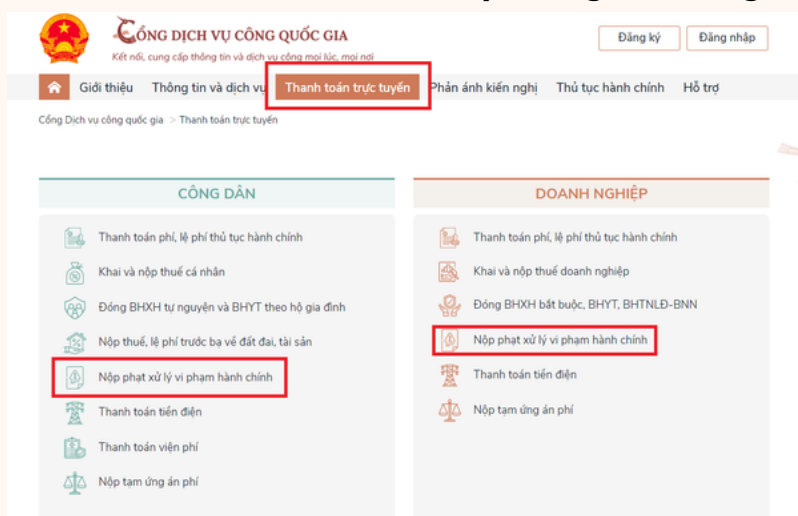 CỔNG DỊCH VỤ CÔNG QUỐC GIA
Kết nối, cung cấp thông tin và dịch vụ công mọi lúc, mọi nơi
Đăng ký
Đăng nhập
Giới thiệu
Thông tin và dịch vụ
Thanh toán trực tuyến
Phản ánh kiến nghị
Thủ tục hành chính
Hỗ trợ
Cổng Dịch vụ công quốc gia > Thanh toán trực tuyến
CÔNG DÂN
Thanh toán phí, lệ phí thủ tục hành chính
Khai và nộp thuế cá nhân
Đóng BHXH tự nguyện và BHYT theo hộ gia đình
Nộp thuế, lệ phí trước bạ về đất đai, tài sản
Nộp phạt xử lý vi phạm hành chính
Thanh toán tiền điện
Thanh toán viện phí
Nộp tạm ứng án phí
DOANH NGHIỆP
Thanh toán phí, lệ phí thủ tục hành chính
Khai và nộp thuế doanh nghiệp
Đóng BHXH bắt buộc, BHYT, BHTNLĐ-BNN
Nộp phạt xử lý vi phạm hành chính
Thanh toán tiền điện
Nộp tạm ứng án phí